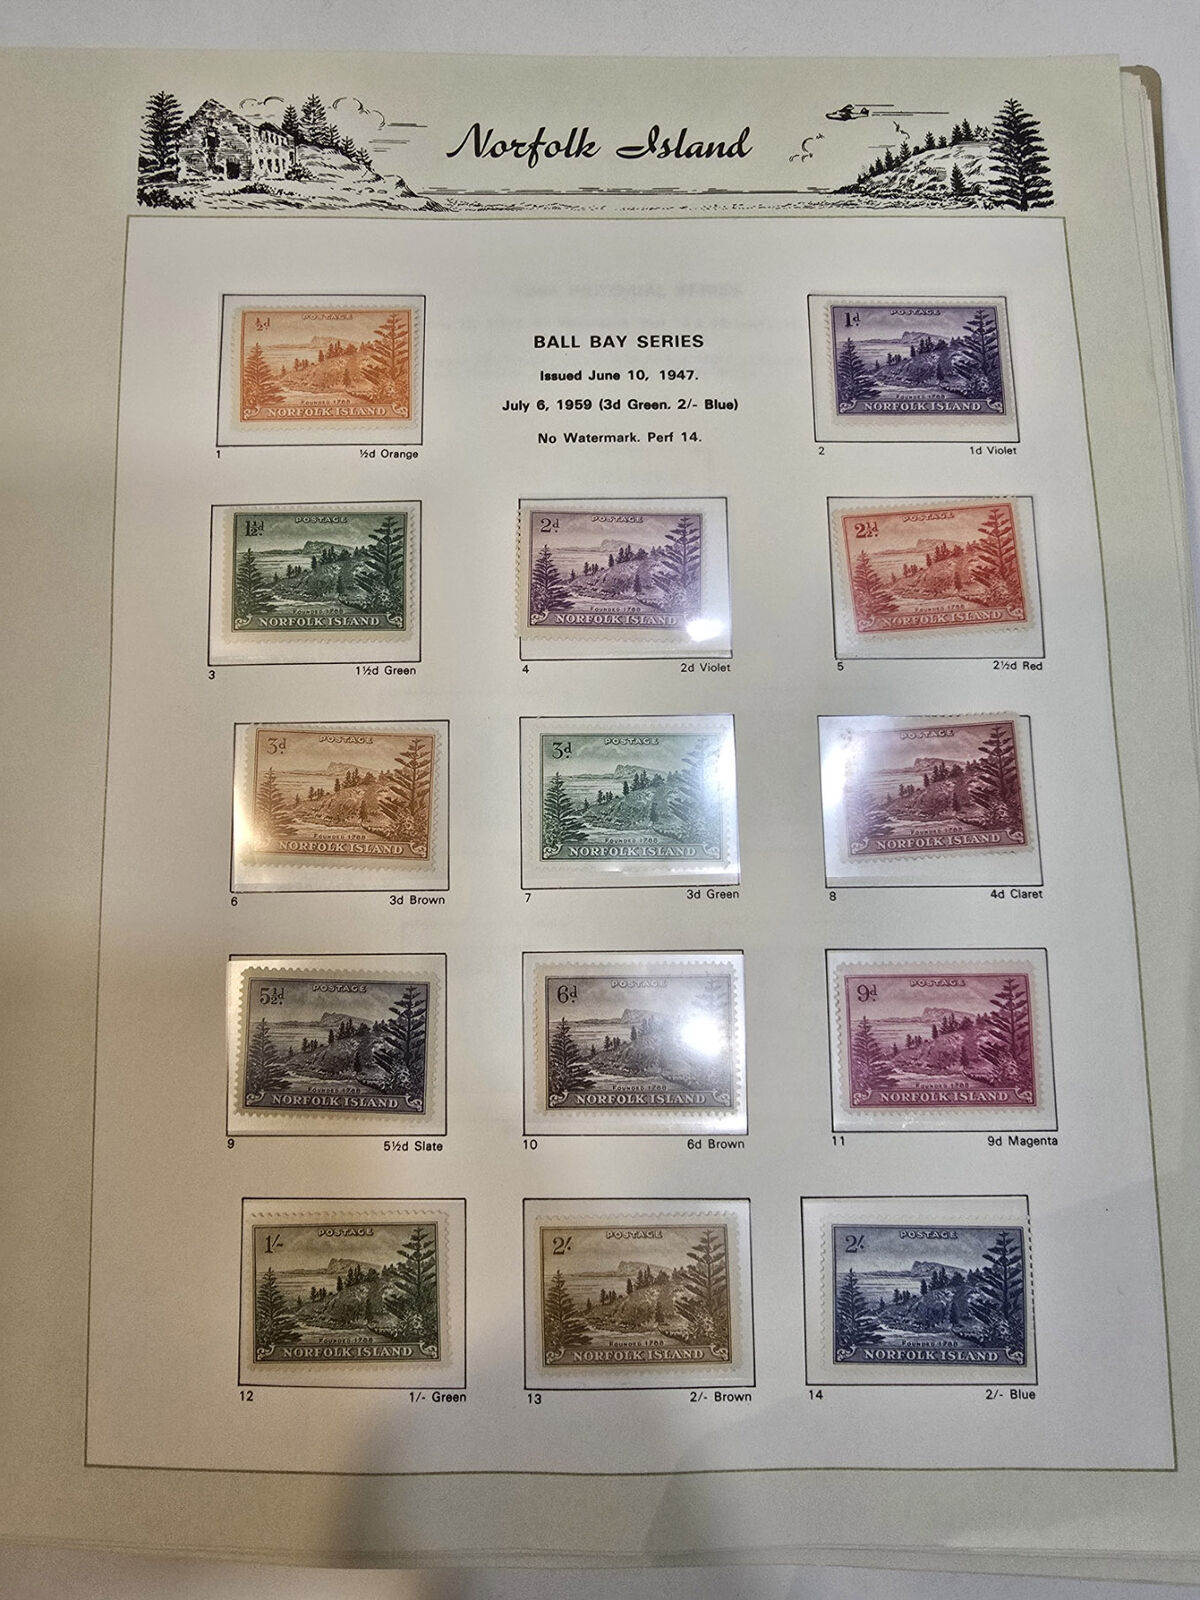 Norfolk Island
BALL BAY SERIES
Issued June 10, 1947.
July 6, 1959 (3d Green. 2/- Blue)
No Watermark. Perf 14.
½d
POSTAGE
FOUNDED 1788
NORFOLK ISLAND
1 ½d Orange
1d.
POSTAGE
FOUNDED 1788
NORFOLK ISLAND
2 1d Violet
1½d.
POSTAGE
FOUNDED 1788
NORFOLK ISLAND
3 1½d Green
2d.
POSTAGE
FOUNDED 1788
NORFOLK ISLAND
4 2d Violet
2½d.
POSTAGE
FOUNDED 1788
NORFOLK ISLAND
5 2½d Red
3d.
POSTAGE
FOUNDED 1788
NORFOLK ISLAND
6 3d Brown
3d.
POSTAGE
FOUNDED 1788
NORFOLK ISLAND
7 3d Green
POSTAGE
FOUNDED 1788
NORFOLK ISLAND
8 4d Claret
5½d.
POSTAGE
FOUNDED 1788
NORFOLK ISLAND
9 5½d Slate
6d.
POSTAGE
FOUNDED 1788
NORFOLK ISLAND
10 6d Brown
9d.
POSTAGE
FOUNDED 1788
NORFOLK ISLAND
11 9d Magenta
1/-
POSTAGE
FOUNDED 1788
NORFOLK ISLAND
12 1/- Green
2/-
POSTAGE
FOUNDED 1788
NORFOLK ISLAND
13 2/- Brown
2/-
POSTAGE
FOUNDED 1788
NORFOLK ISLAND
14 2/- Blue